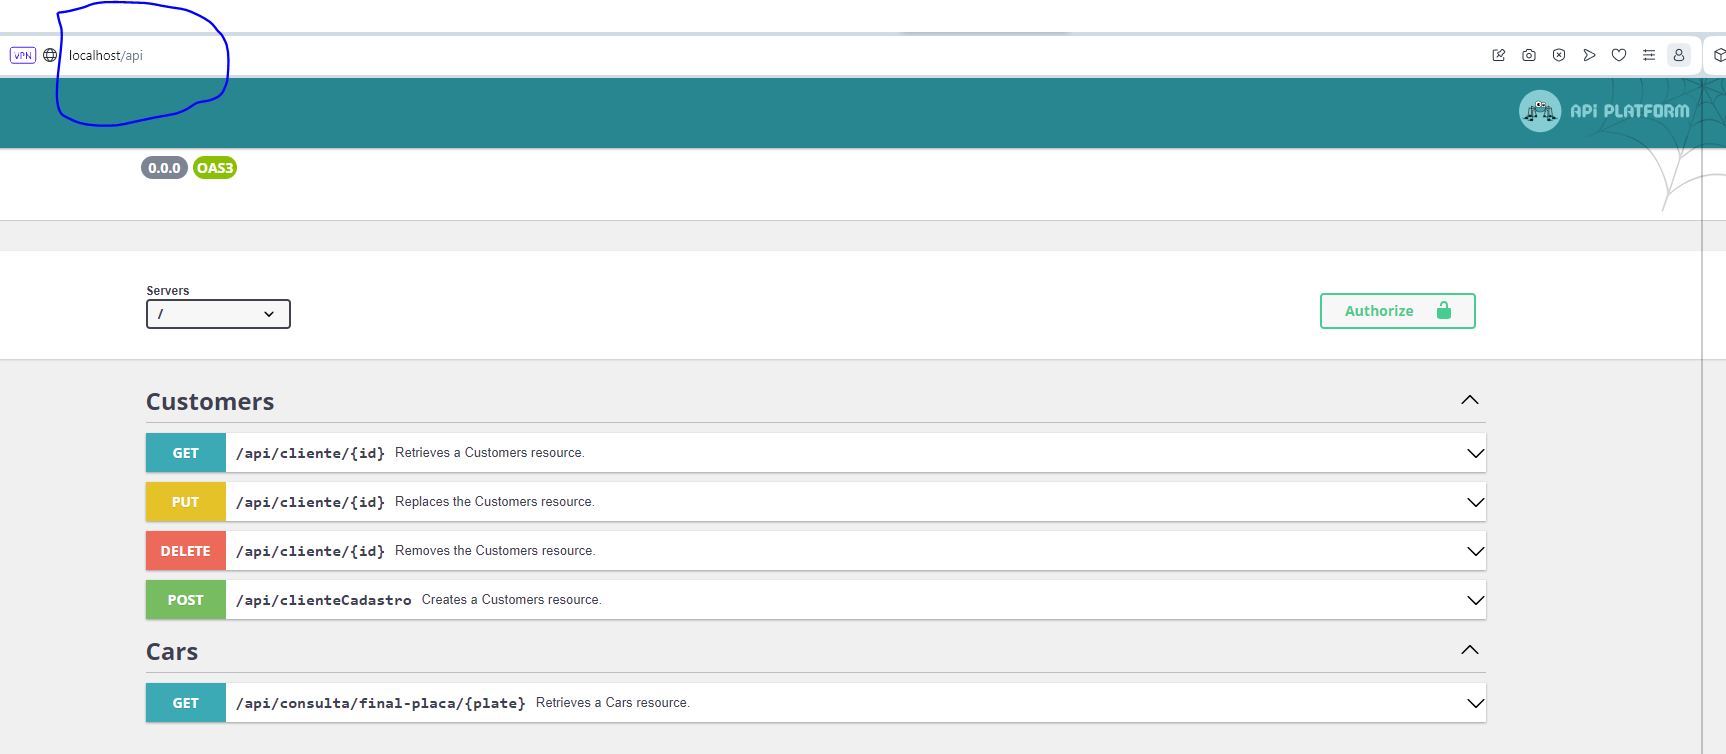 VPN localhost/api
API PLATFORM
0.0.0 OAS3
Servers
/
Authorize
Customers
GET /api/cliente/{id} Retrieves a Customers resource.
PUT /api/cliente/{id} Replaces the Customers resource.
DELETE /api/cliente/{id} Removes the Customers resource.
POST /api/clienteCadastro Creates a Customers resource.
Cars
GET /api/consulta/final-placa/{plate} Retrieves a Cars resource.